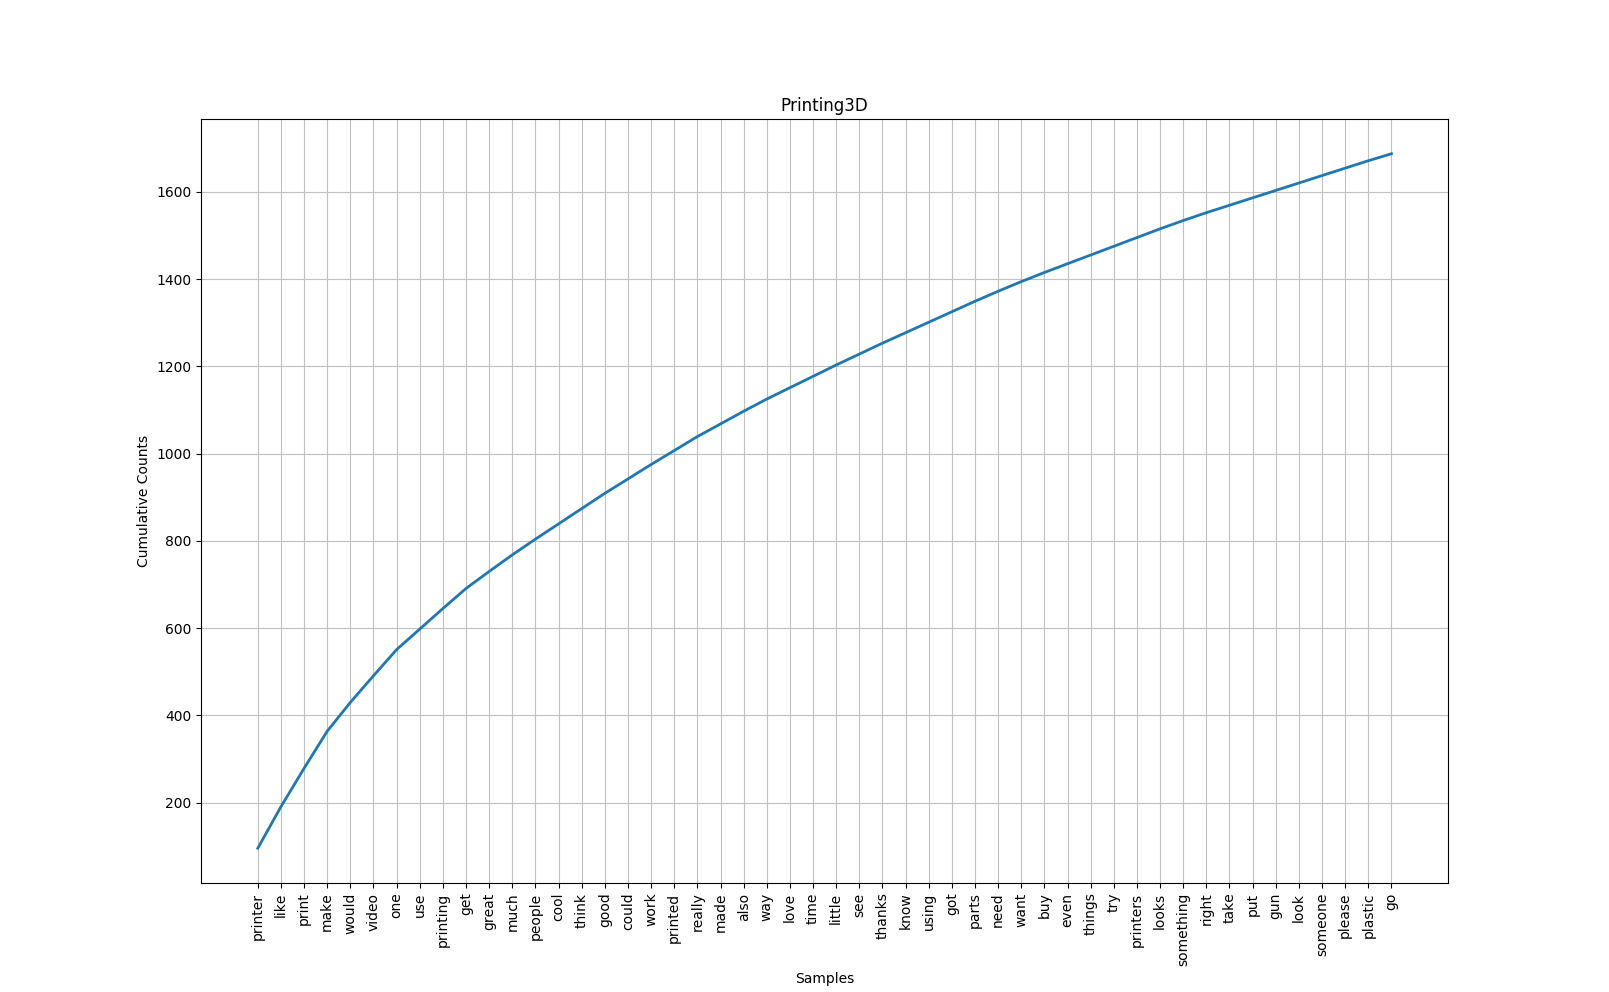 Printing3D
1600
1400
1200
1000
800
600
400
200
Cumulative Counts
printer
like
print
make
would
video
one
use
printing
get
great
much
people
cool
think
good
could
work
printed
really
made
also
way
love
time
little
see
thanks
know
using
got
parts
need
want
buy
even
things
try
printers
looks
something
right
take
put
gun
look
someone
please
plastic
go
Samples